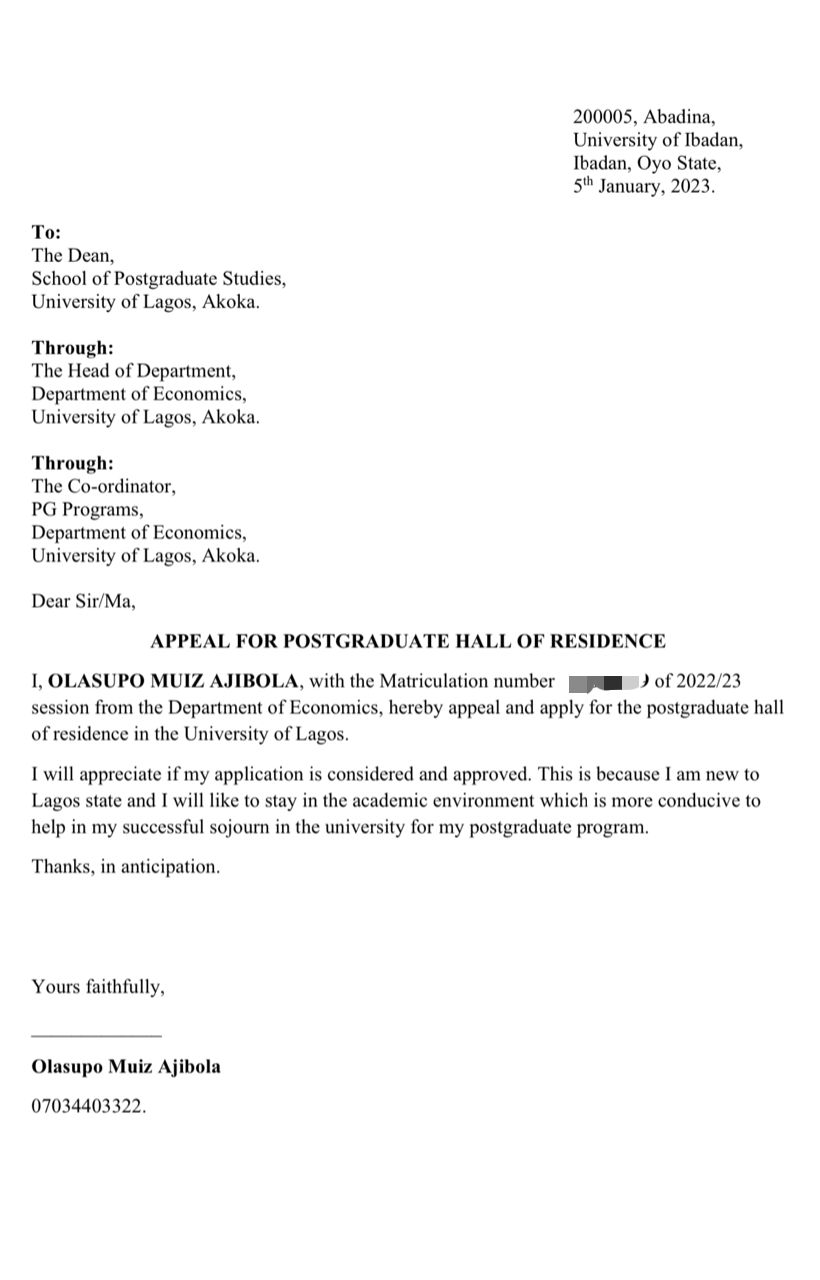 200005, Abadina,
University of Ibadan,
Ibadan, Oyo State,
5th January, 2023.
To:
The Dean,
School of Postgraduate Studies,
University of Lagos, Akoka.
Through:
The Head of Department,
Department of Economics,
University of Lagos, Akoka.
Through:
The Co-ordinator,
PG Programs,
Department of Economics,
University of Lagos, Akoka.
Dear Sir/Ma,
APPEAL FOR POSTGRADUATE HALL OF RESIDENCE
I, OLASUPO MUIZ AJIBOLA, with the Matriculation number of 2022/23
session from the Department of Economics, hereby appeal and apply for the postgraduate hall
of residence in the University of Lagos.
I will appreciate if my application is considered and approved. This is because I am new to
Lagos state and I will like to stay in the academic environment which is more conducive to
help in my successful sojourn in the university for my postgraduate program.
Thanks, in anticipation.
Yours faithfully,
Olasupo Muiz Ajibola
07034403322.